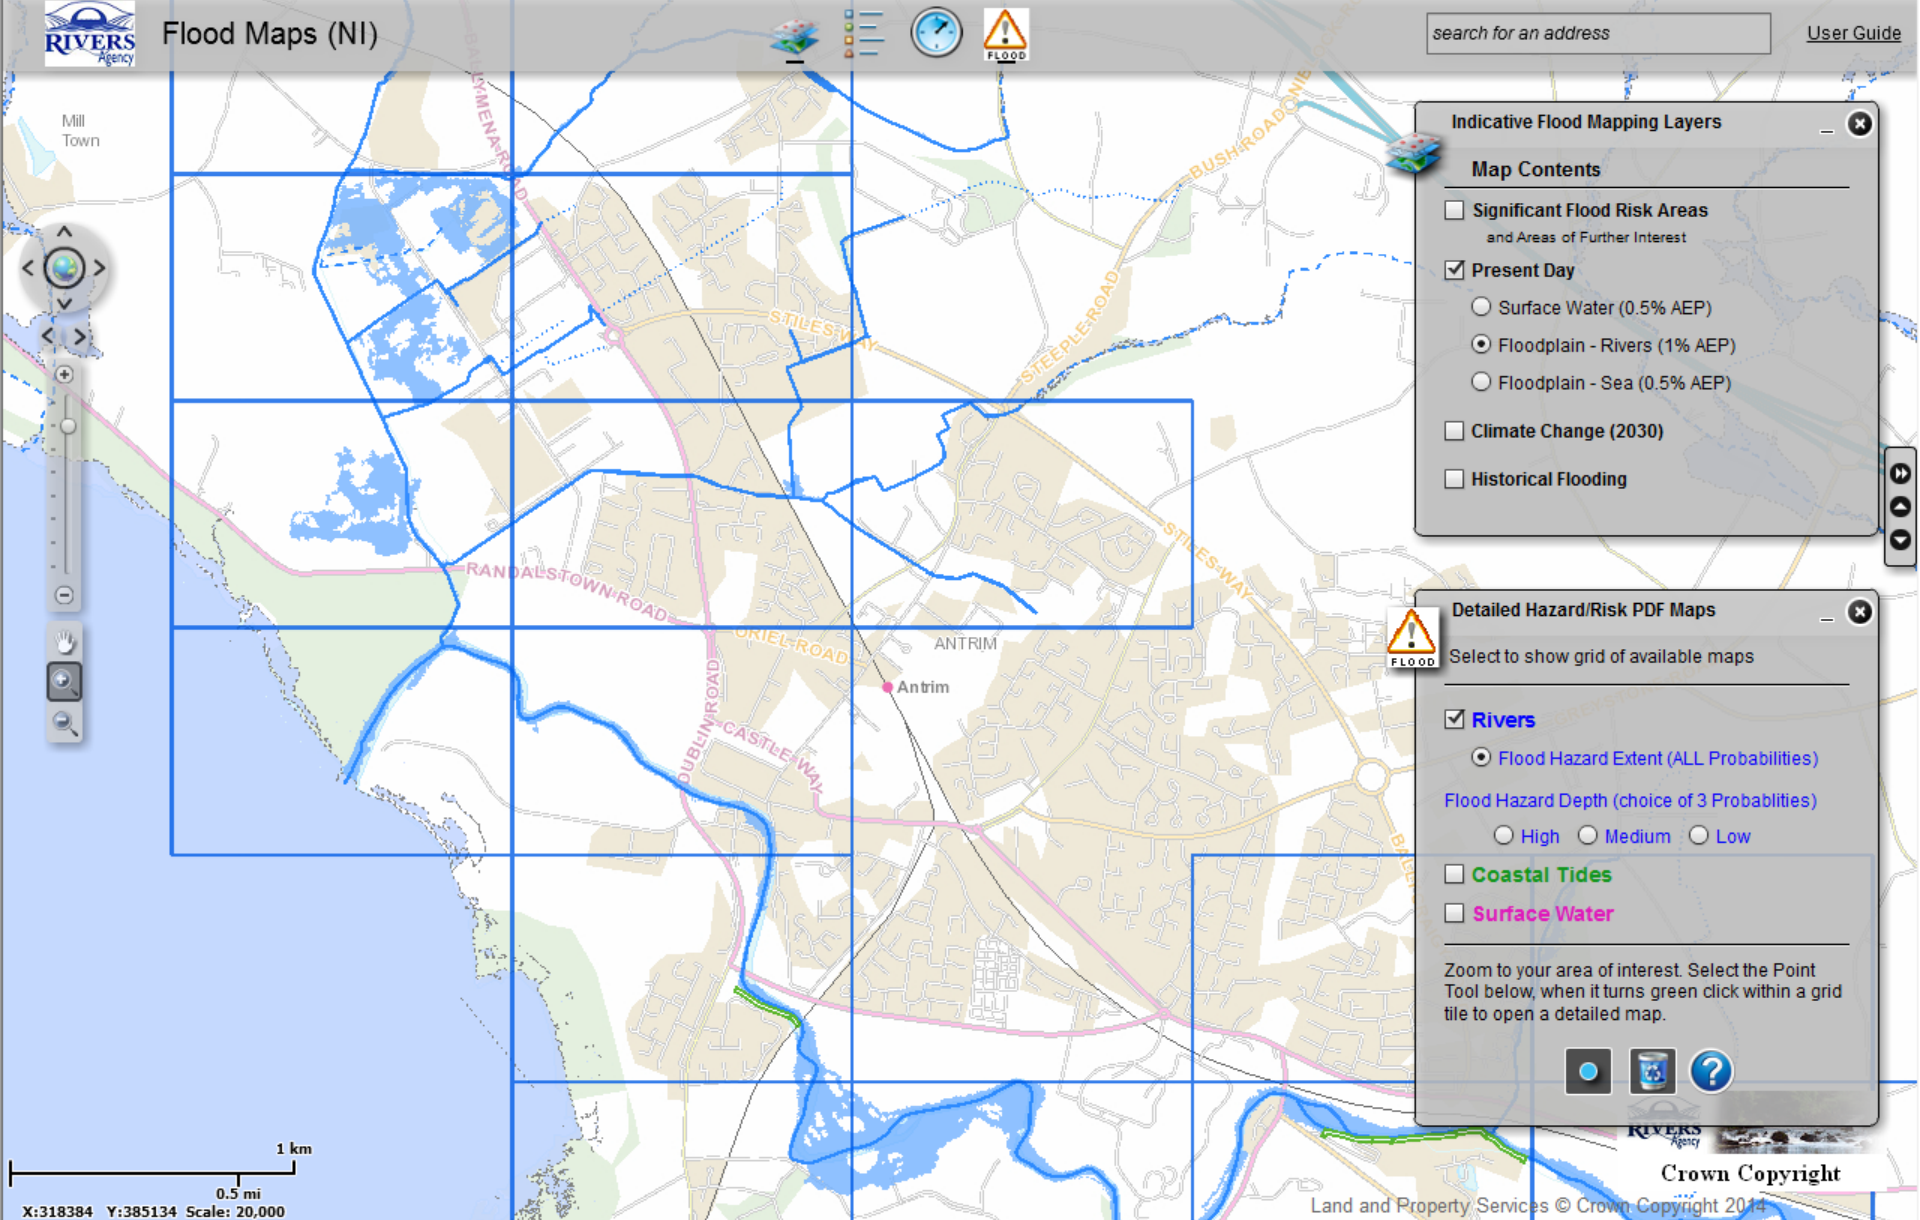 RIVERS
Agency
Flood Maps (NI)
FLOOD
search for an address
User Guide
Mill
Town
BALLYMENA ROAD
BUSH ROAD
STILES WAY
STEEPLE ROAD
STILES WAY
RANDALSTOWN ROAD
ORIEL ROAD
ANTRIM
Antrim
DUBLIN ROAD
CASTLE WAY
Indicative Flood Mapping Layers
Map Contents
Significant Flood Risk Areas
and Areas of Further Interest
Present Day
Surface Water (0.5% AEP)
Floodplain - Rivers (1% AEP)
Floodplain - Sea (0.5% AEP)
Climate Change (2030)
Historical Flooding
FLOOD
Detailed Hazard/Risk PDF Maps
Select to show grid of available maps
Rivers
Flood Hazard Extent (ALL Probabilities)
Flood Hazard Depth (choice of 3 Probablities)
High Medium Low
Coastal Tides
Surface Water
Zoom to your area of interest. Select the Point
Tool below, when it turns green click within a grid
tile to open a detailed map.
RIVERS
Agency
Crown Copyright
Land and Property Services © Crown Copyright 2014
1 km
0.5 mi
X:318384 Y:385134 Scale: 20,000